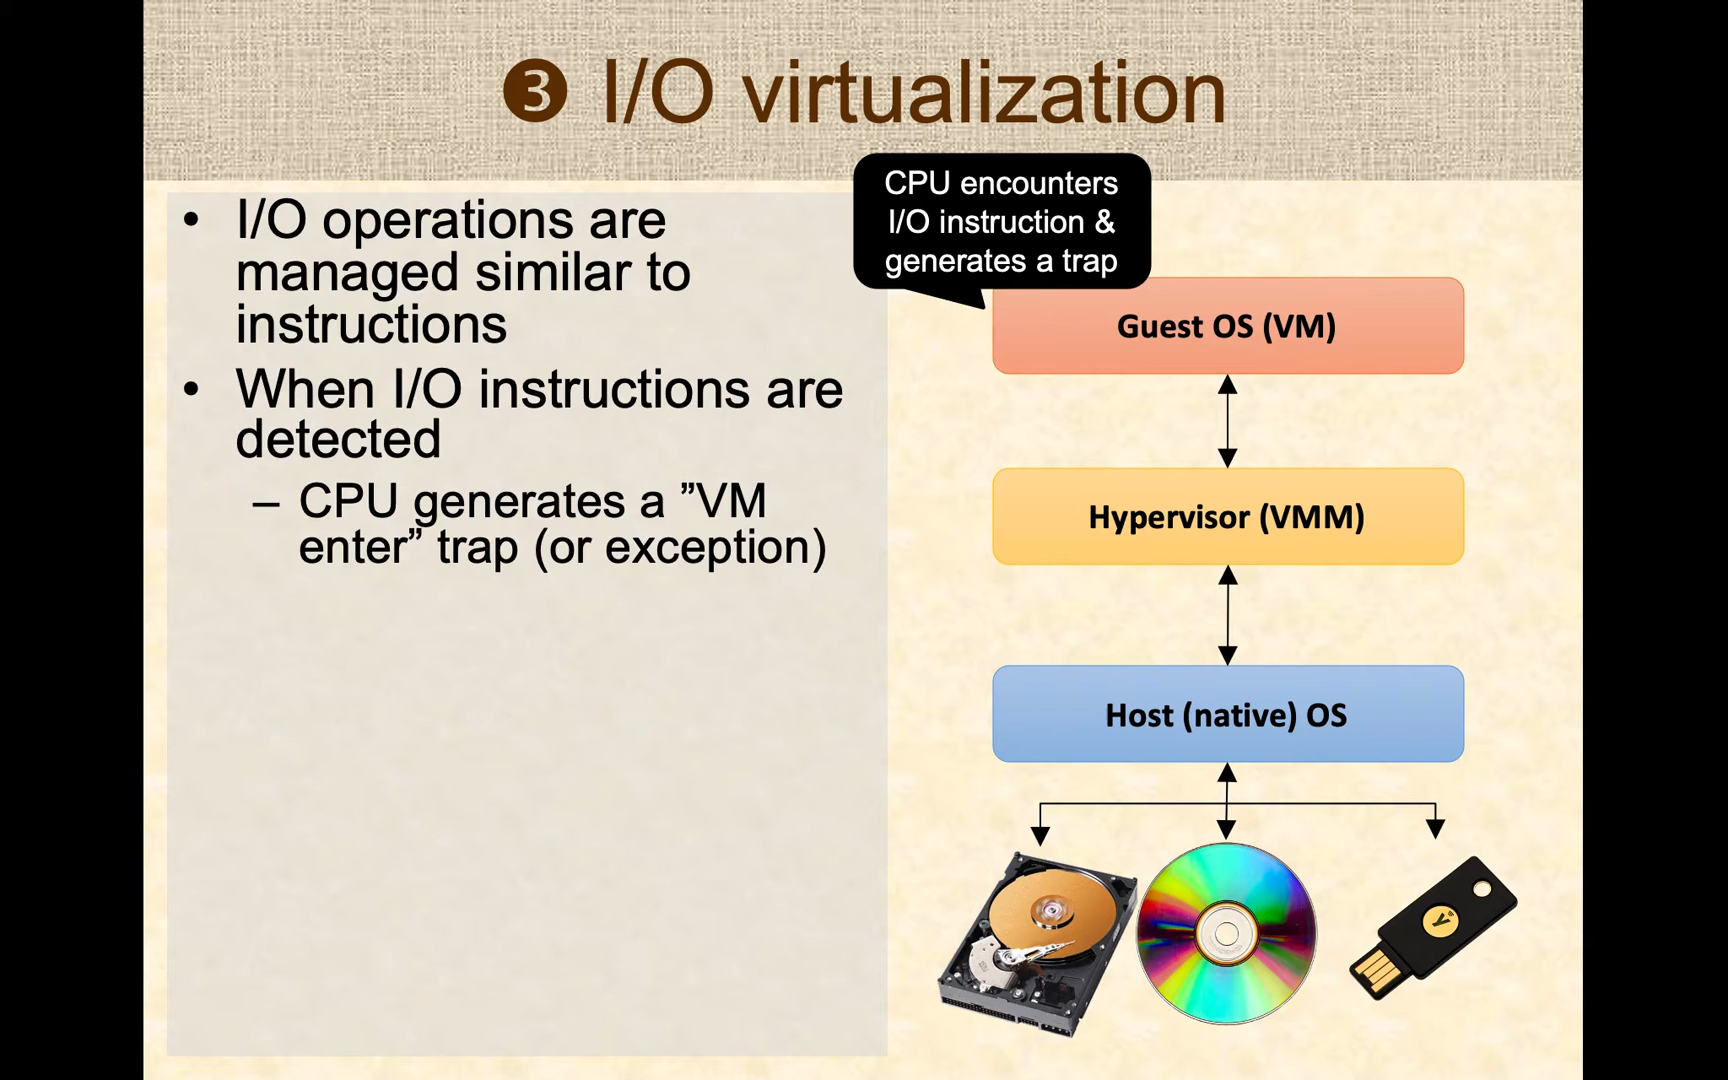 ❸ I/O virtualization
• I/O operations are
managed similar to
instructions
• When I/O instructions are
detected
– CPU generates a ”VM
enter” trap (or exception)
CPU encounters
I/O instruction &
generates a trap
Guest OS (VM)
Hypervisor (VMM)
Host (native) OS
y